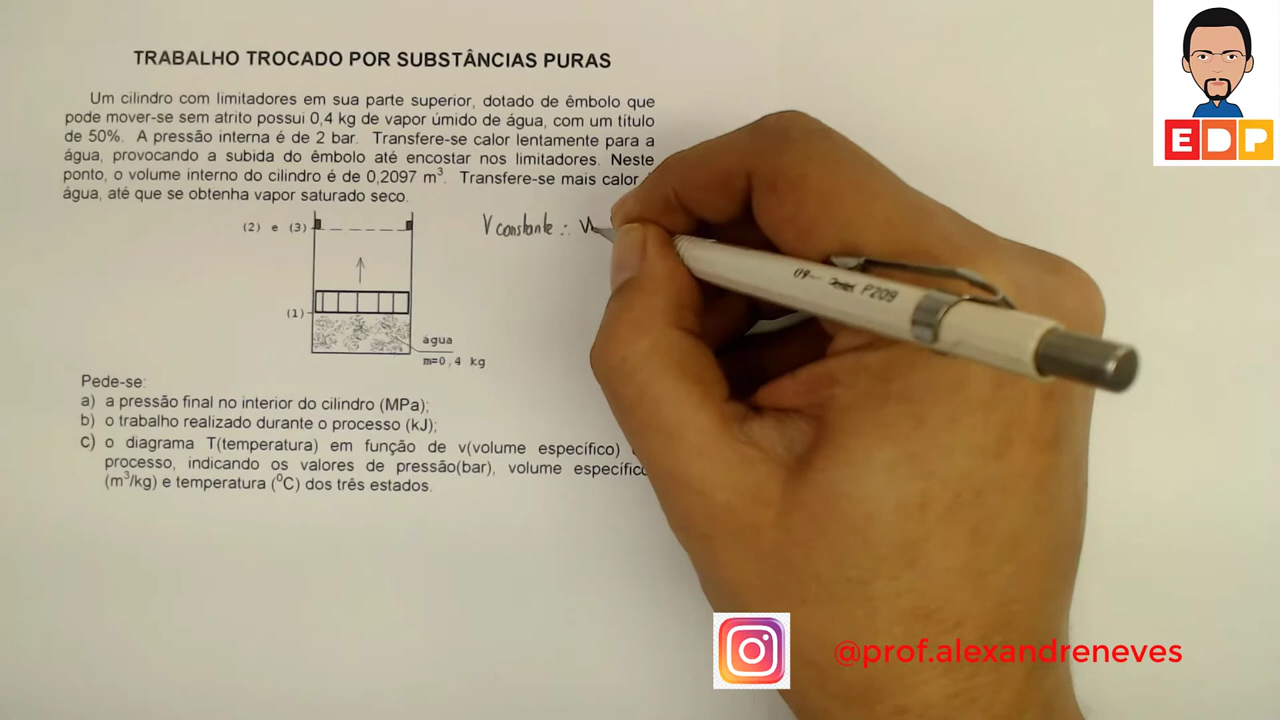 TRABALHO TROCADO POR SUBSTÂNCIAS PURAS
Um cilindro com limitadores em sua parte superior, dotado de êmbolo que
pode mover-se sem atrito possui 0,4 kg de vapor úmido de água, com um título
de 50%. A pressão interna é de 2 bar. Transfere-se calor lentamente para a
água, provocando a subida do êmbolo até encostar nos limitadores. Neste
ponto, o volume interno do cilindro é de 0,2097 m³. Transfere-se mais calor
água, até que se obtenha vapor saturado seco.
(2) e (3)
V constante ∴ W
(1)
água
m=0,4 kg
Pede-se:
a) a pressão final no interior do cilindro (MPa);
b) o trabalho realizado durante o processo (kJ);
c) o diagrama T(temperatura) em função de v(volume específico)
processo, indicando os valores de pressão(bar), volume específico
(m³/kg) e temperatura (⁰C) dos três estados.
09 P209
EDP
@prof.alexandreneves